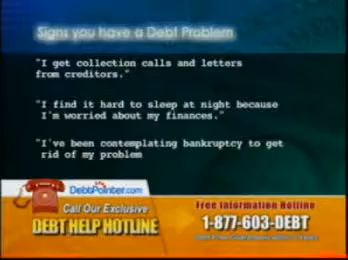 Signs you have a Debt Problem
"I get collection calls and letters
from creditors."
"I find it hard to sleep at night because
I'm worried about my finances."
"I've been contemplating bankruptcy to get
rid of my problem
DebtPointer.com
Call Our Exclusive
DEBT HELP HOTLINE
Free Information Hotline
1-877-603-DEBT